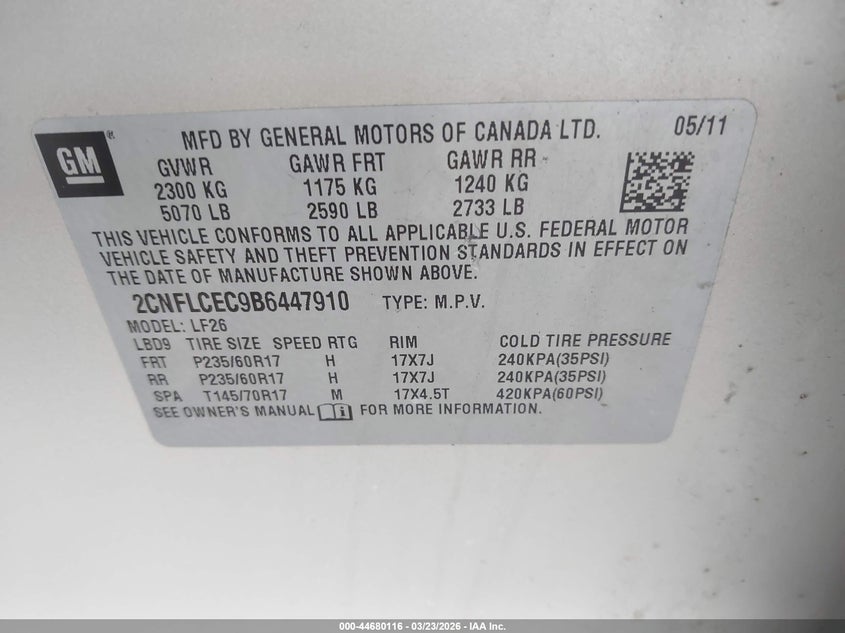 GM® MFD BY GENERAL MOTORS OF CANADA LTD. 05/11
GVWR GAWR FRT GAWR RR
2300 KG 1175 KG 1240 KG
5070 LB 2590 LB 2733 LB
THIS VEHICLE CONFORMS TO ALL APPLICABLE U.S. FEDERAL MOTOR
VEHICLE SAFETY AND THEFT PREVENTION STANDARDS IN EFFECT ON
THE DATE OF MANUFACTURE SHOWN ABOVE.
2CNFLCEC9B6447910 TYPE: M.P.V.
MODEL: LF26
LBD9 TIRE SIZE SPEED RTG RIM COLD TIRE PRESSURE
FRT P235/60R17 H 17X7J 240KPA(35PSI)
RR P235/60R17 H 17X7J 240KPA(35PSI)
SPA T145/70R17 M 17X4.5T 420KPA(60PSI)
SEE OWNER'S MANUAL i FOR MORE INFORMATION.
000-44680116 - 03/23/2026 - IAA Inc.